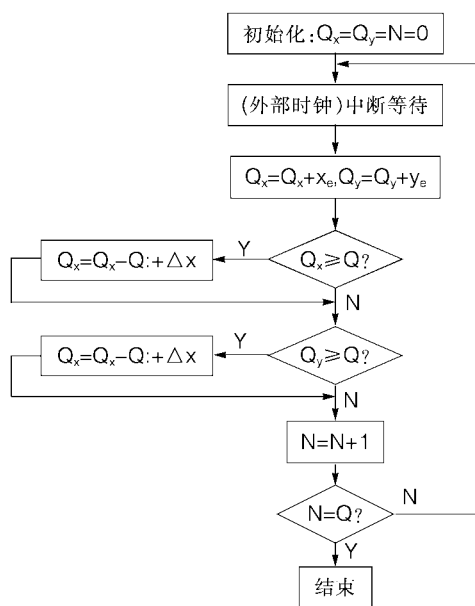 初始化:Qx=Qy=N=0
(外部时钟)中断等待
Qx=Qx+xe,Qy=Qy+ye
Qx≥Q?
Y
Qx=Qx-Q:+△x
N
Qy≥Q?
Y
Qx=Qx-Q:+△x
N
N=N+1
N=Q?
N
Y
结束